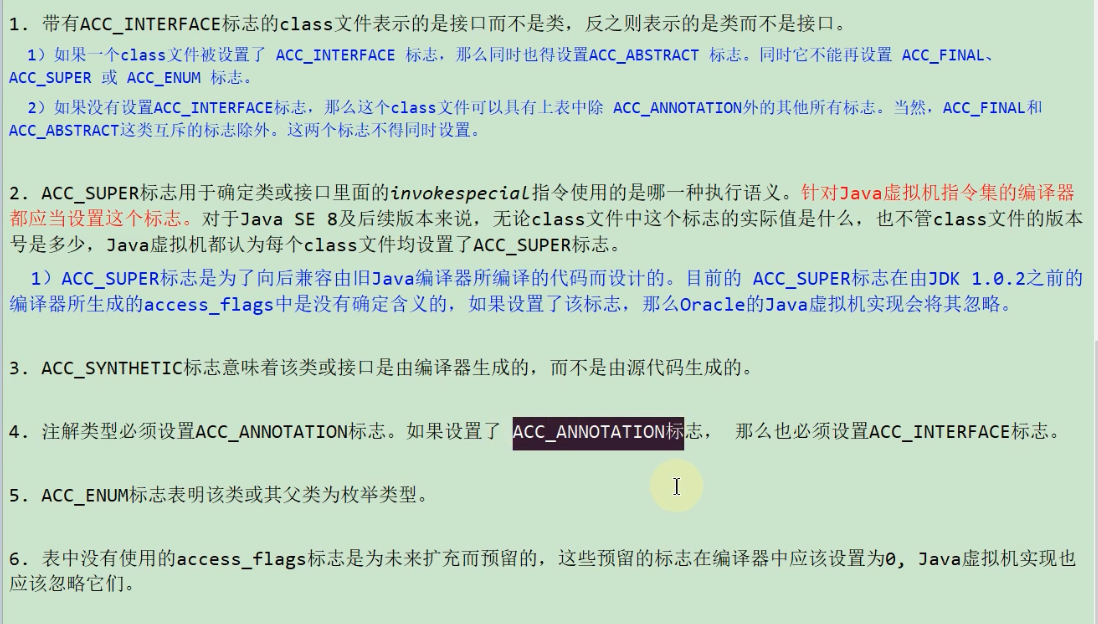 1. 带有ACC_INTERFACE标志的class文件表示的是接口而不是类，反之则表示的是类而不是接口。
1）如果一个class文件被设置了 ACC_INTERFACE 标志，那么同时也得设置ACC_ABSTRACT 标志。同时它不能再设置 ACC_FINAL、
ACC_SUPER 或 ACC_ENUM 标志。
2）如果没有设置ACC_INTERFACE标志，那么这个class文件可以具有上表中除 ACC_ANNOTATION外的其他所有标志。当然，ACC_FINAL和
ACC_ABSTRACT这类互斥的标志除外。这两个标志不得同时设置。
2. ACC_SUPER标志用于确定类或接口里面的invokespecial指令使用的是哪一种执行语义。针对Java虚拟机指令集的编译器
都应当设置这个标志。对于Java SE 8及后续版本来说，无论class文件中这个标志的实际值是什么，也不管class文件的版本
号是多少，Java虚拟机都认为每个class文件均设置了ACC_SUPER标志。
1）ACC_SUPER标志是为了向后兼容由旧Java编译器所编译的代码而设计的。目前的 ACC_SUPER标志在由JDK 1.0.2之前的
编译器所生成的access_flags中是没有确定含义的，如果设置了该标志，那么Oracle的Java虚拟机实现会将其忽略。
3. ACC_SYNTHETIC标志意味着该类或接口是由编译器生成的，而不是由源代码生成的。
4. 注解类型必须设置ACC_ANNOTATION标志。如果设置了 ACC_ANNOTATION标志， 那么也必须设置ACC_INTERFACE标志。
5. ACC_ENUM标志表明该类或其父类为枚举类型。
6. 表中没有使用的access_flags标志是为未来扩充而预留的，这些预留的标志在编译器中应该设置为0, Java虚拟机实现也
应该忽略它们。